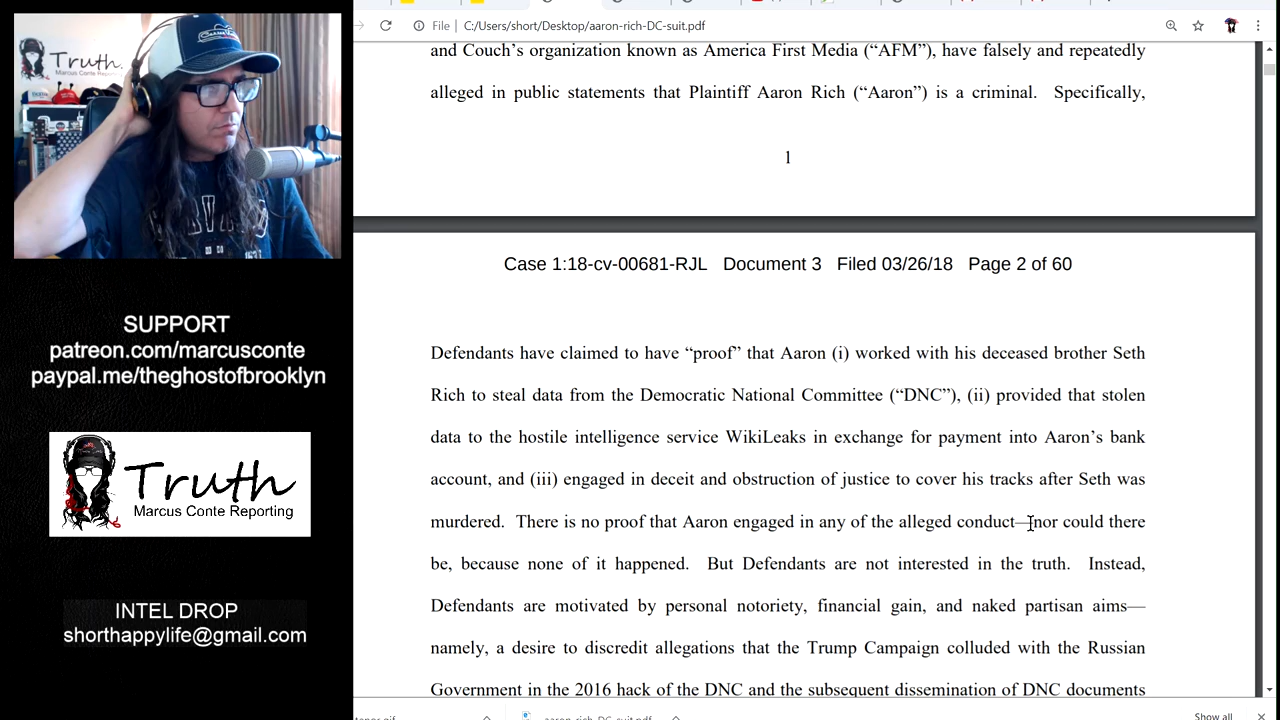 File | C:/Users/short/Desktop/aaron-rich-DC-suit.pdf
and Couch's organization known as America First Media (“AFM”), have falsely and repeatedly
alleged in public statements that Plaintiff Aaron Rich (“Aaron”) is a criminal. Specifically,
1
Case 1:18-cv-00681-RJL Document 3 Filed 03/26/18 Page 2 of 60
Defendants have claimed to have “proof” that Aaron (i) worked with his deceased brother Seth
Rich to steal data from the Democratic National Committee (“DNC”), (ii) provided that stolen
data to the hostile intelligence service WikiLeaks in exchange for payment into Aaron’s bank
account, and (iii) engaged in deceit and obstruction of justice to cover his tracks after Seth was
murdered. There is no proof that Aaron engaged in any of the alleged conduct—nor could there
be, because none of it happened. But Defendants are not interested in the truth. Instead,
Defendants are motivated by personal notoriety, financial gain, and naked partisan aims—
namely, a desire to discredit allegations that the Trump Campaign colluded with the Russian
Government in the 2016 hack of the DNC and the subsequent dissemination of DNC documents
aaron-rich-DC-suit.pdf
Show all
Truth.
Marcus Conte Reporting
SUPPORT
patreon.com/marcusconte
paypal.me/theghostofbrooklyn
Truth
Marcus Conte Reporting
INTEL DROP
shorthappylife@gmail.com